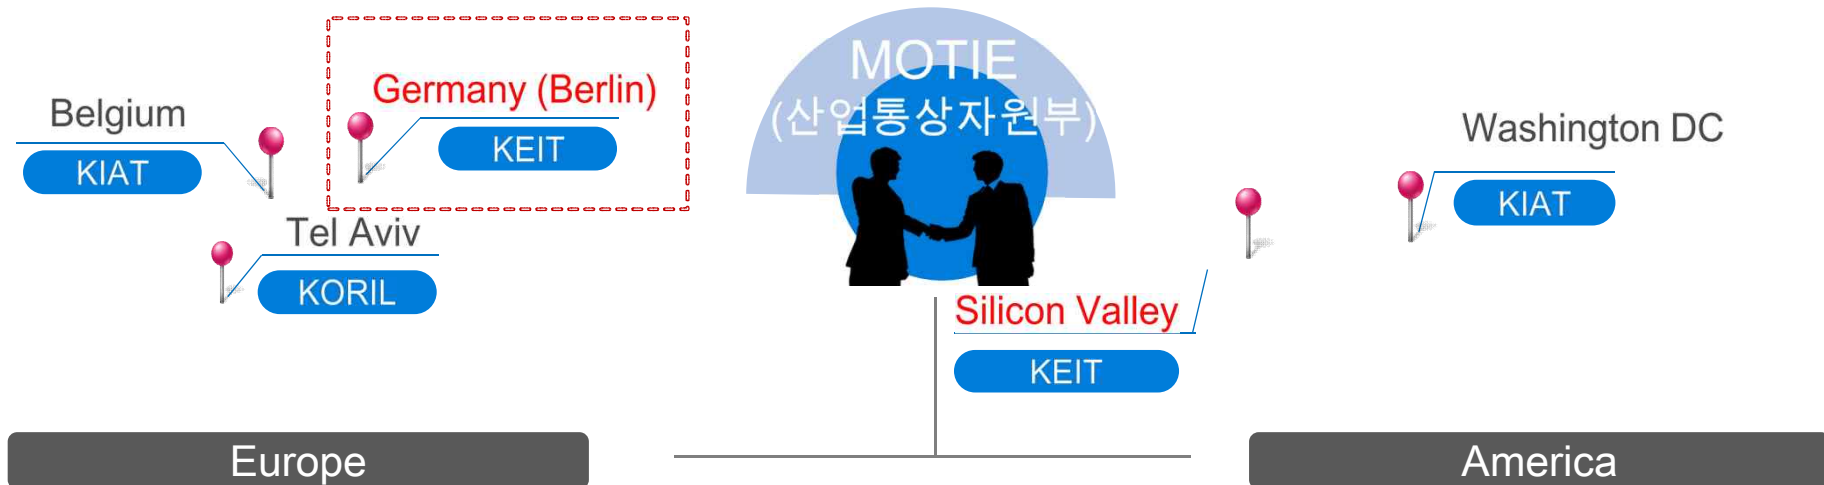 MOTIE
(산업통상자원부)
Germany (Berlin)
KEIT
Belgium
KIAT
Tel Aviv
KORIL
Washington DC
KIAT
Silicon Valley
KEIT
Europe
America